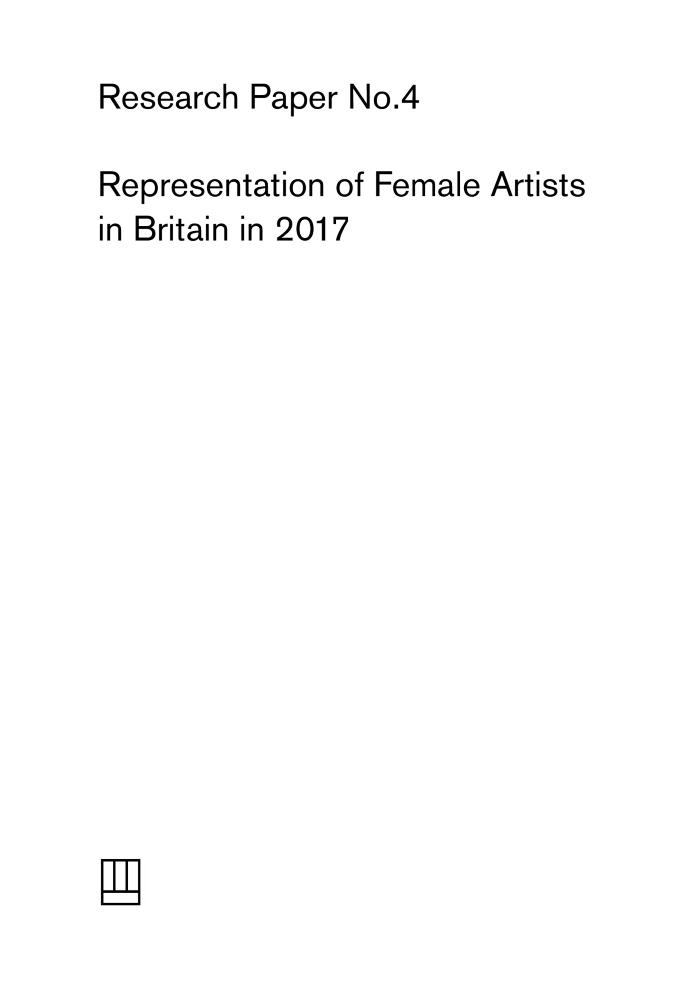 Research Paper No.4
Representation of Female Artists
in Britain in 2017